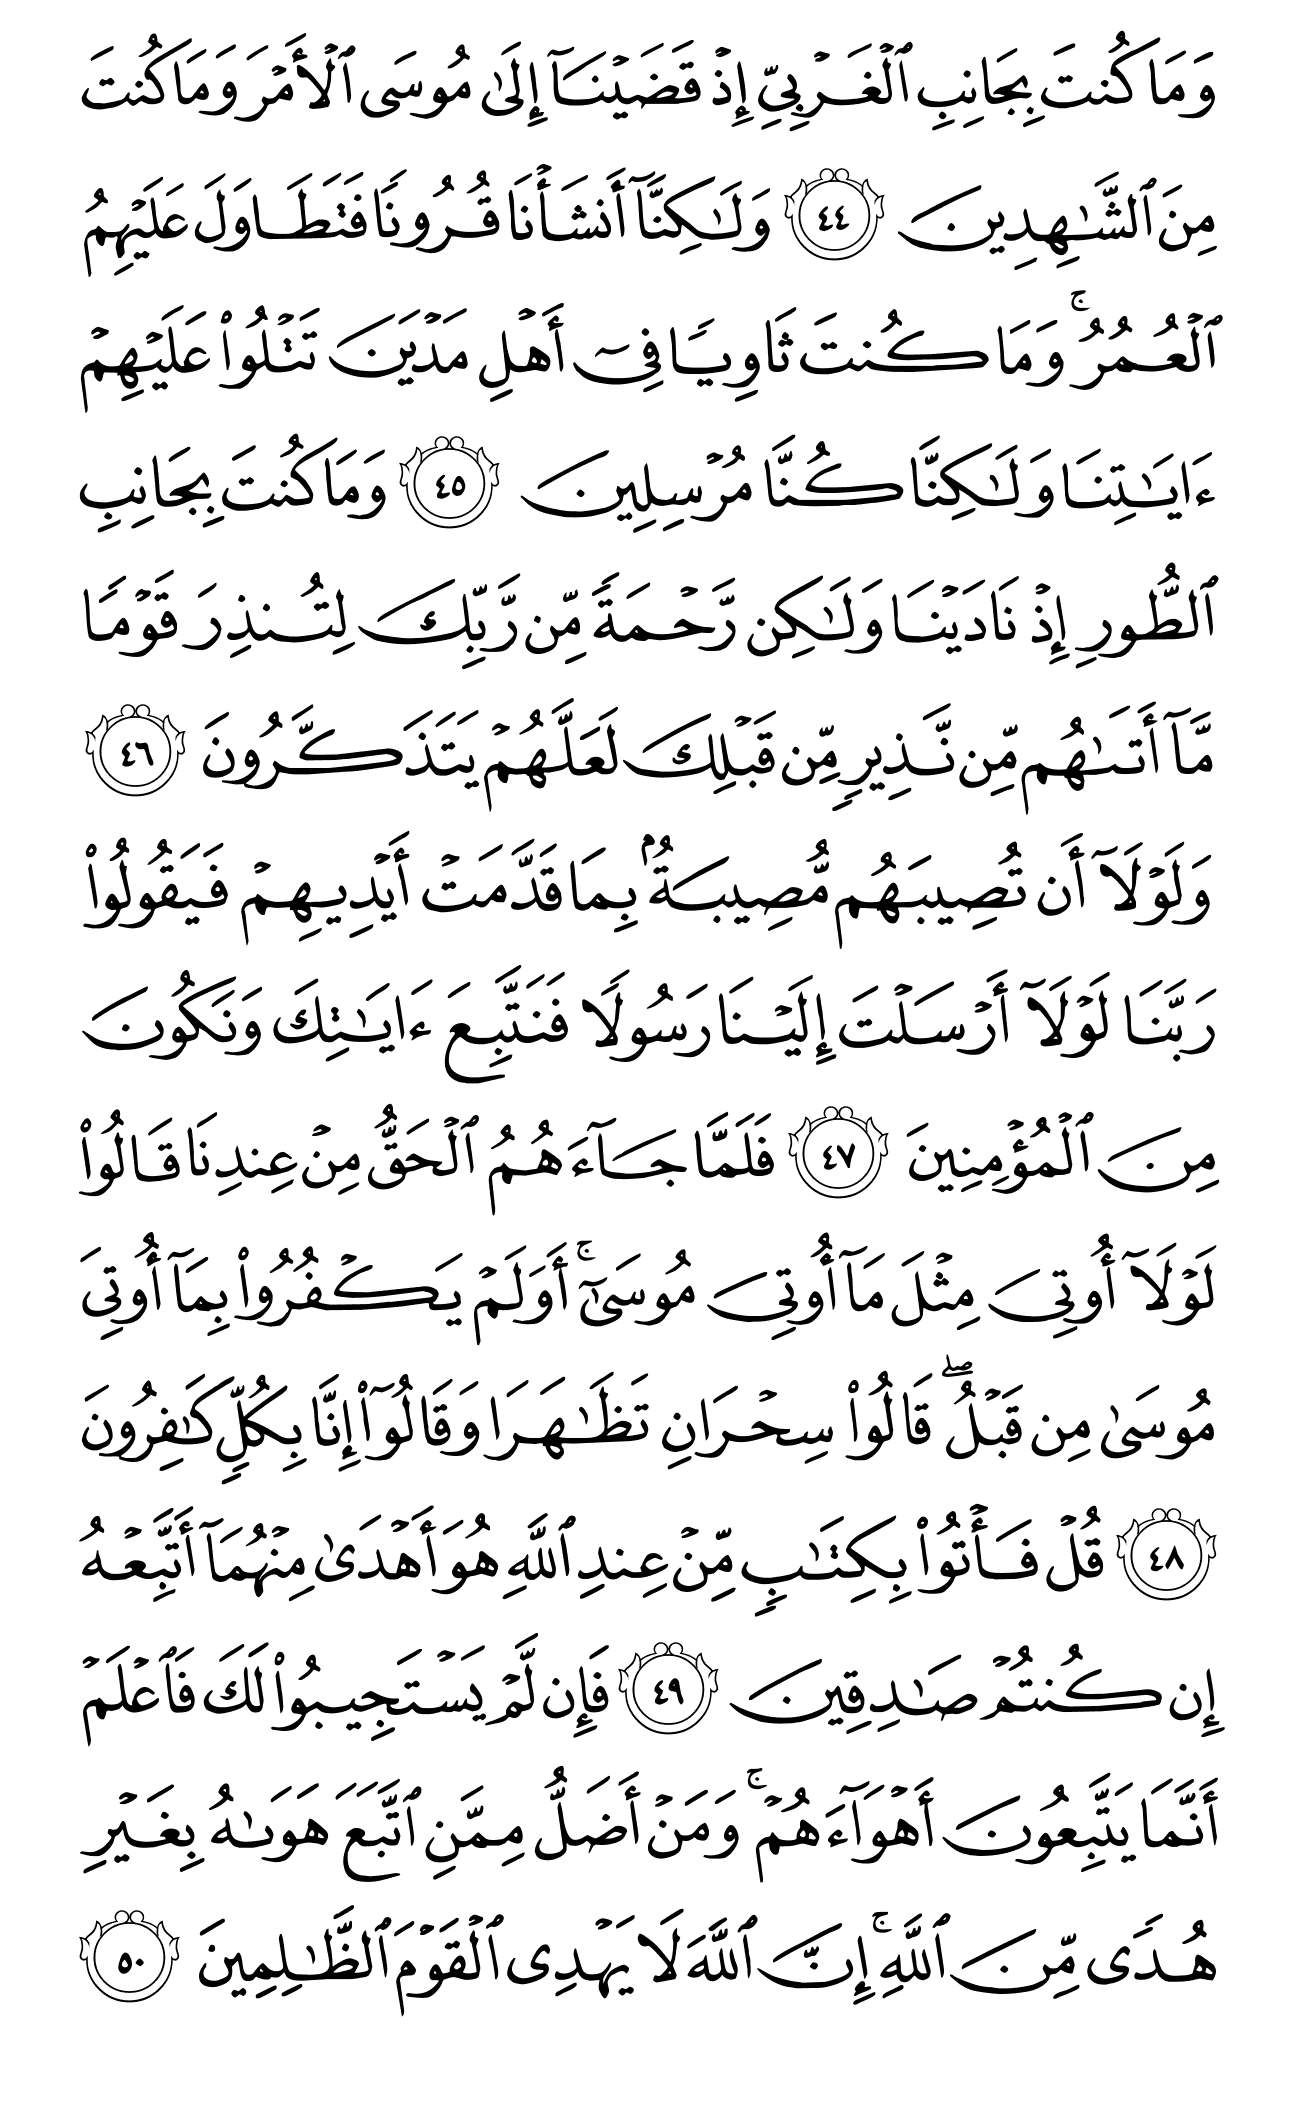 وَمَا كُنتَ بِجَانِبِ ٱلْغَرْبِىِّ إِذْ قَضَيْنَآ إِلَىٰ مُوسَى ٱلْأَمْرَ وَمَا كُنتَ
مِنَ ٱلشَّـٰهِدِينَ ٤٤ وَلَـٰكِنَّآ أَنشَأْنَا قُرُونًا فَتَطَاوَلَ عَلَيْهِمُ
ٱلْعُمُرُ ۚ وَمَا كُنتَ ثَاوِيًا فِىٓ أَهْلِ مَدْيَنَ تَتْلُوا۟ عَلَيْهِمْ
ءَايَـٰتِنَا وَلَـٰكِنَّا كُنَّا مُرْسِلِينَ ٤٥ وَمَا كُنتَ بِجَانِبِ
ٱلطُّورِ إِذْ نَادَيْنَا وَلَـٰكِن رَّحْمَةً مِّن رَّبِّكَ لِتُنذِرَ قَوْمًا
مَّآ أَتَىٰهُم مِّن نَّذِيرٍ مِّن قَبْلِكَ لَعَلَّهُمْ يَتَذَكَّرُونَ ٤٦
وَلَوْلَآ أَن تُصِيبَهُم مُّصِيبَةٌۢ بِمَا قَدَّمَتْ أَيْدِيهِمْ فَيَقُولُوا۟
رَبَّنَا لَوْلَآ أَرْسَلْتَ إِلَيْنَا رَسُولًا فَنَتَّبِعَ ءَايَـٰتِكَ وَنَكُونَ
مِنَ ٱلْمُؤْمِنِينَ ٤٧ فَلَمَّا جَآءَهُمُ ٱلْحَقُّ مِنْ عِندِنَا قَالُوا۟
لَوْلَآ أُوتِىَ مِثْلَ مَآ أُوتِىَ مُوسَىٰٓ ۚ أَوَلَمْ يَكْفُرُوا۟ بِمَآ أُوتِىَ
مُوسَىٰ مِن قَبْلُ ۖ قَالُوا۟ سِحْرَانِ تَظَـٰهَرَا وَقَالُوٓا۟ إِنَّا بِكُلٍّ كَـٰفِرُونَ
٤٨ قُلْ فَأْتُوا۟ بِكِتَـٰبٍ مِّنْ عِندِ ٱللَّهِ هُوَ أَهْدَىٰ مِنْهُمَآ أَتَّبِعْهُ
إِن كُنتُمْ صَـٰدِقِينَ ٤٩ فَإِن لَّمْ يَسْتَجِيبُوا۟ لَكَ فَٱعْلَمْ
أَنَّمَا يَتَّبِعُونَ أَهْوَآءَهُمْ ۚ وَمَنْ أَضَلُّ مِمَّنِ ٱتَّبَعَ هَوَىٰهُ بِغَيْرِ
هُدًى مِّنَ ٱللَّهِ ۚ إِنَّ ٱللَّهَ لَا يَهْدِى ٱلْقَوْمَ ٱلظَّـٰلِمِينَ ٥٠